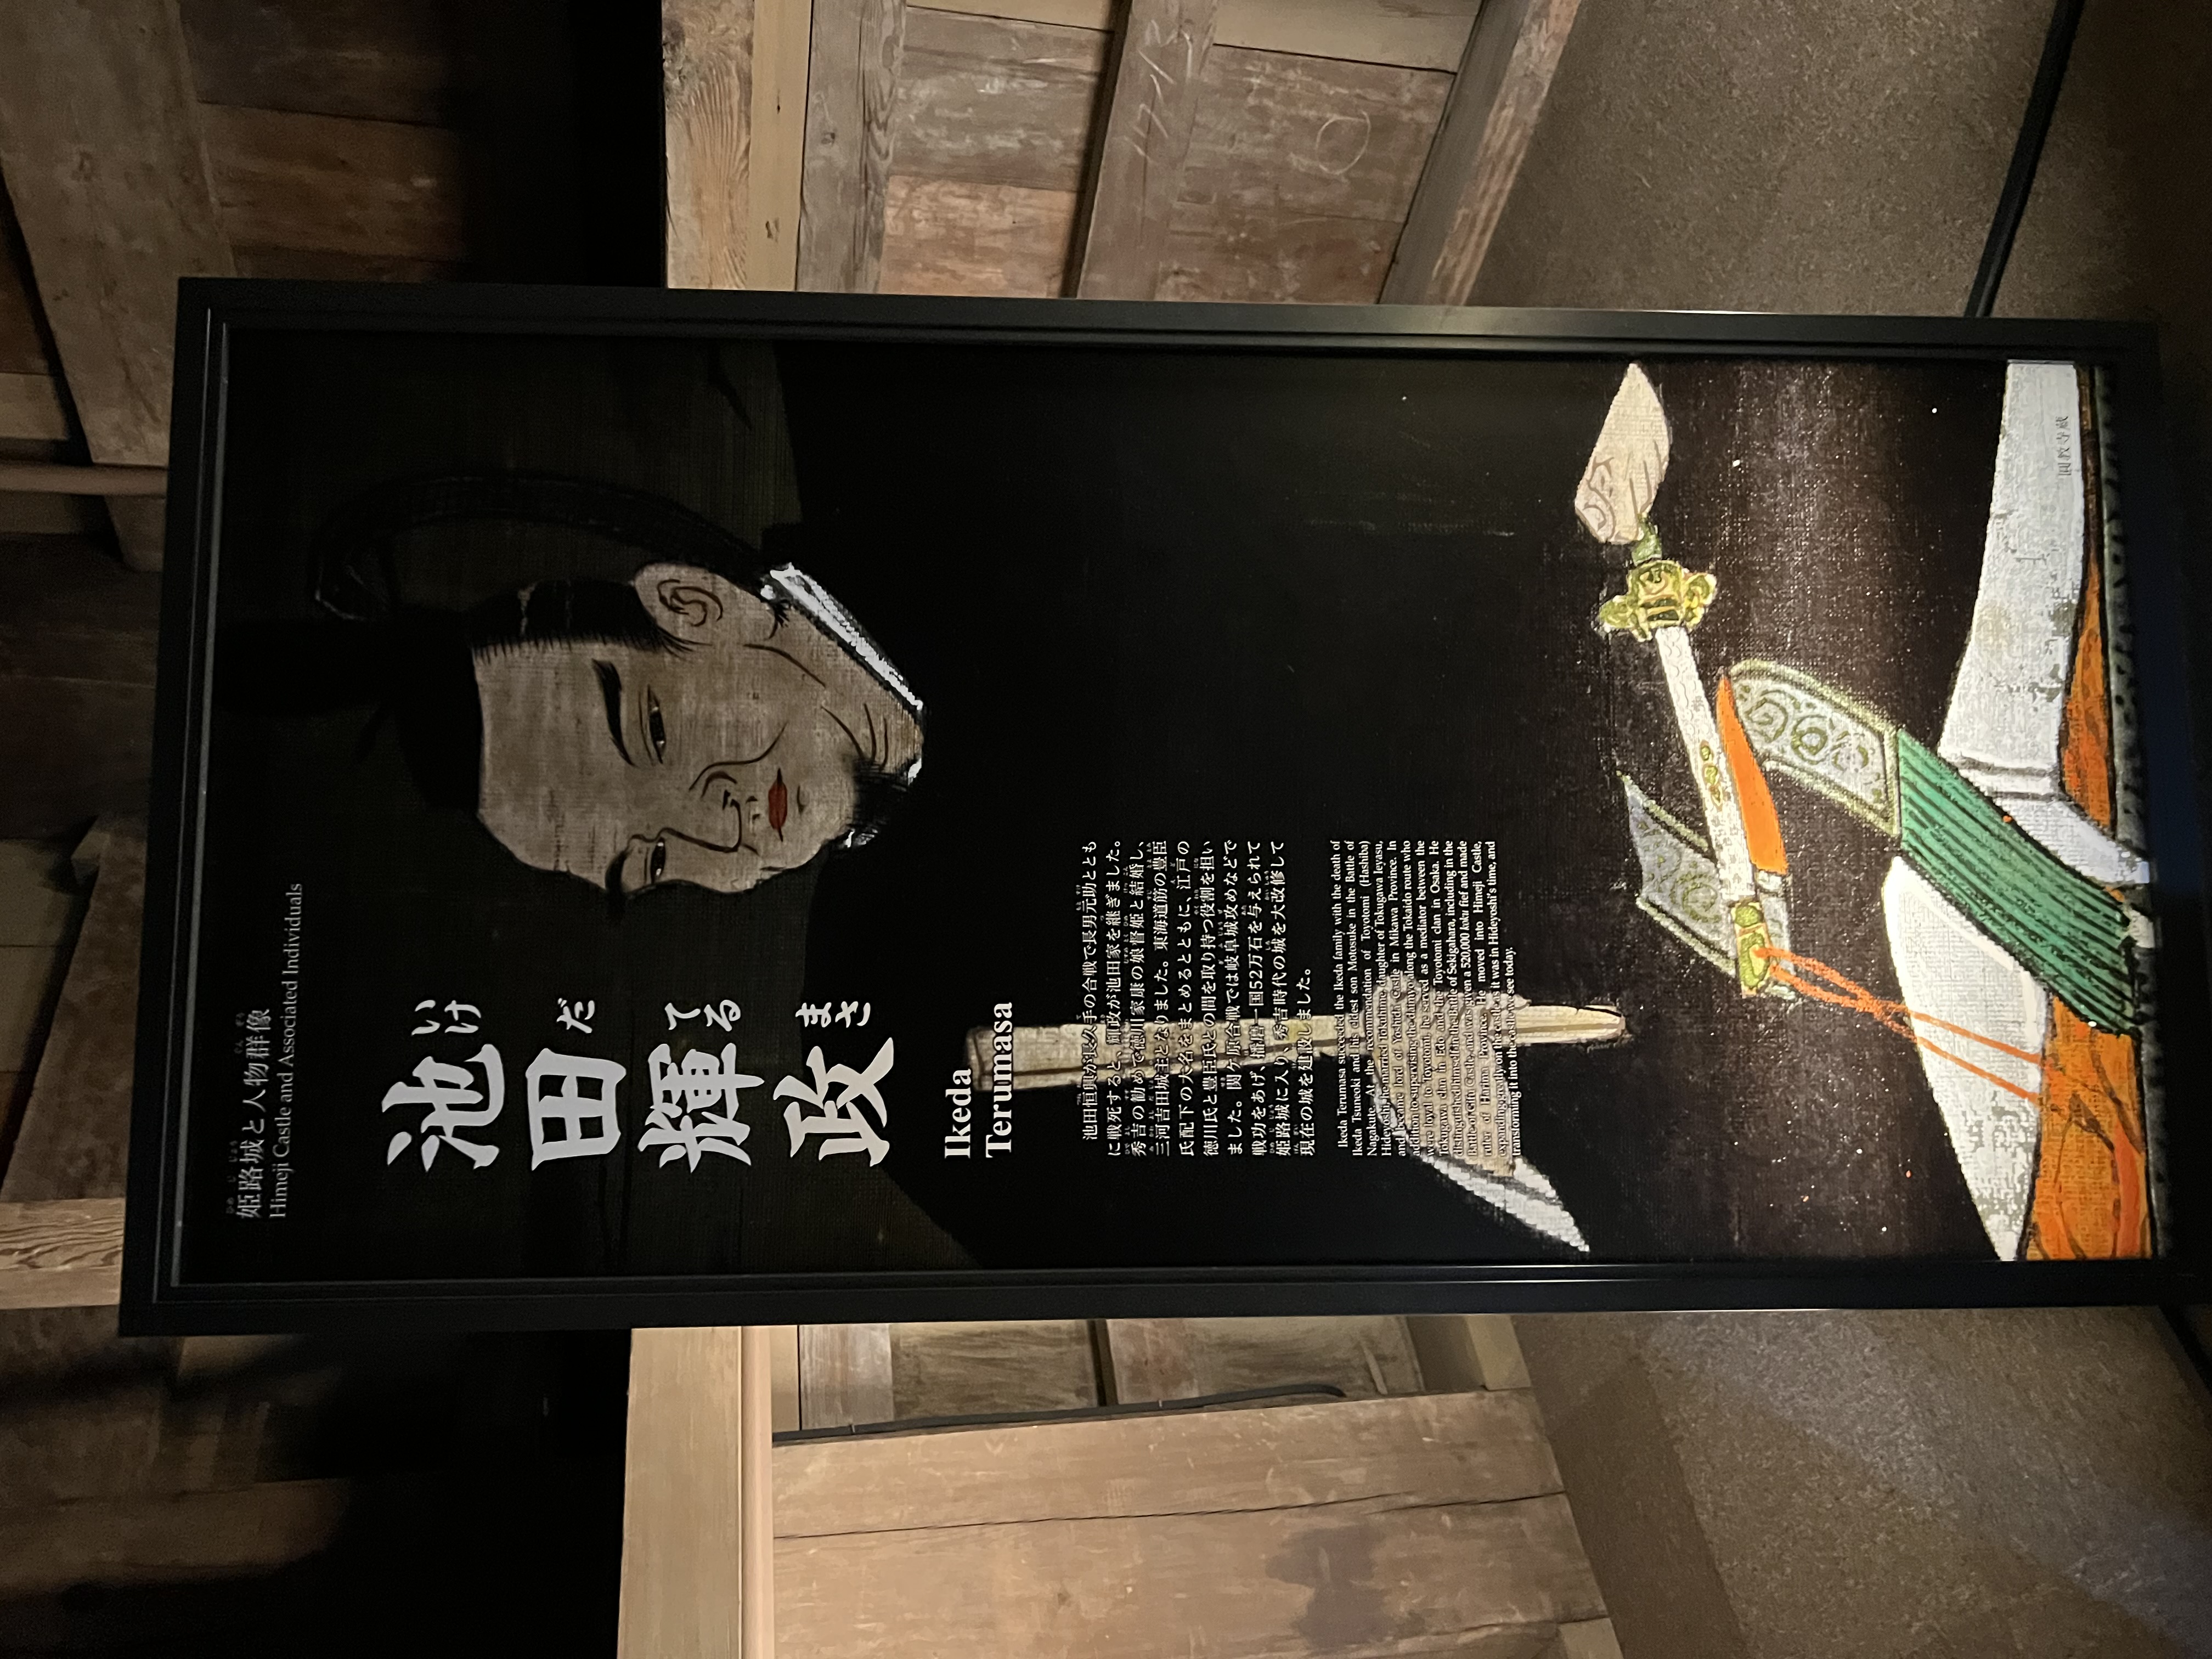 姫路城と人物群像
Himeji Castle and Associated Individuals
池田輝政
いけ だ てる まさ
Ikeda
Terumasa
池田恒興が長久手の合戦で長男元助ととも
に戦死すると、輝政が池田家を継ぎました。
秀吉の勧めで徳川家康の娘督姫と結婚し、
三河吉田城主となりました。東海道筋の豊臣
氏配下の大名をまとめるとともに、江戸の
徳川氏と豊臣氏との間を取り持つ役割を担い
ました。関ケ原合戦では岐阜城攻めなどで
戦功をあげ、播磨一国52万石を与えられて
姫路城に入り、秀吉時代の城を大改修して
現在の城を建設しました。
Ikeda Terumasa succeeded the Ikeda family with the death of
Ikeda Tsuneoki and his eldest son Motosuke in the Battle of
Nagakute. At the recommendation of Toyotomi (Hashiba)
Hideyoshi, he married Tokuhime, daughter of Tokugawa Ieyasu,
and became lord of Yoshida Castle in Mikawa Province. In
addition to supervising the daimyo along the Tokaido route who
were loyal to Toyotomi, he served as a mediator between the
Tokugawa clan in Edo and the Toyotomi clan in Osaka. He
distinguished himself in the Battle of Sekigahara, including in the
Battle of Gifu Castle, and was given a 520,000 koku fief and made
ruler of Harima Province. He moved into Himeji Castle,
expanding greatly on the castle as it was in Hideyoshi's time, and
transforming it into the castle we see today.
圓教寺蔵